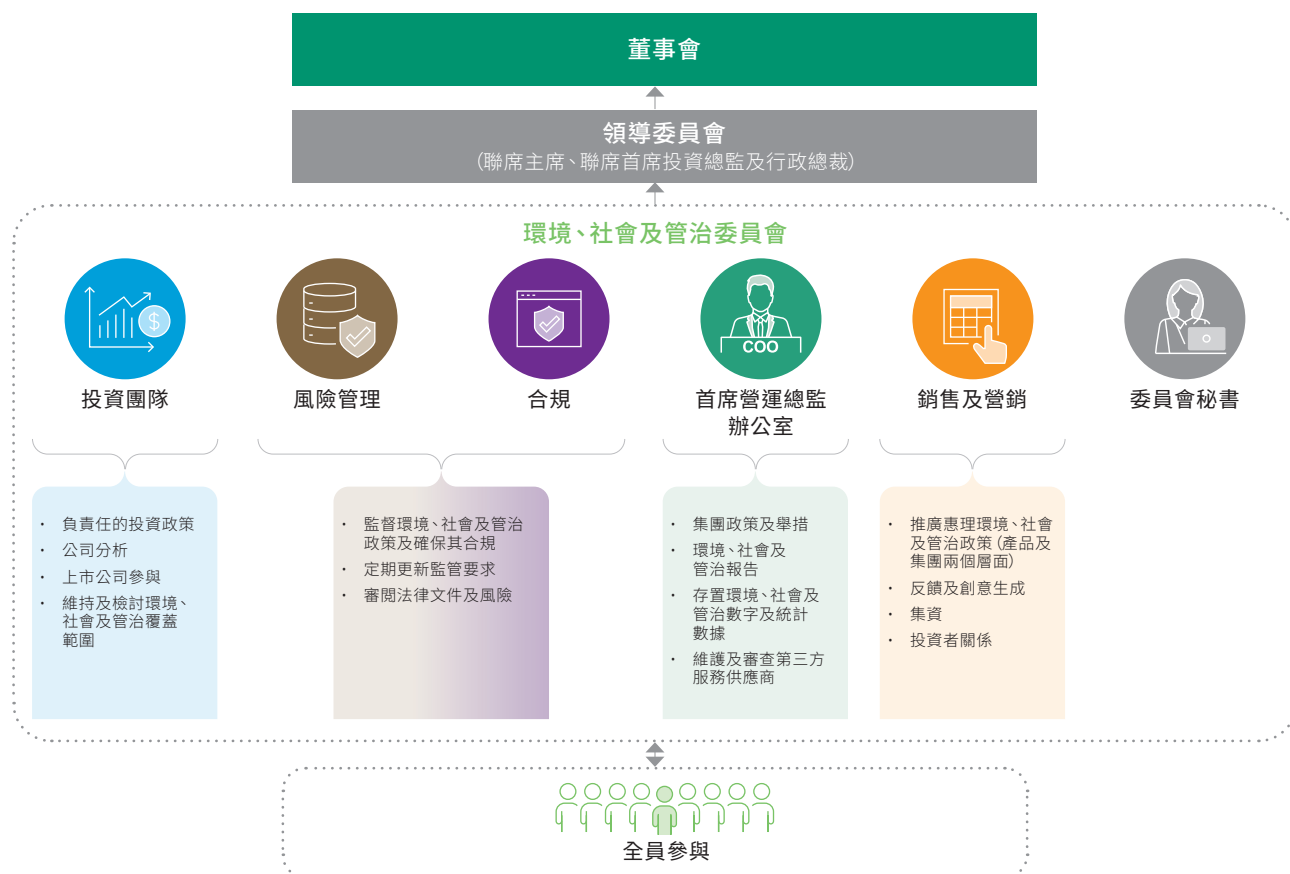 董事會
領導委員會
(聯席主席、聯席首席投資總監及行政總裁)
環境、社會及管治委員會
$
COO
投資團隊
風險管理
合規
首席營運總監
辦公室
銷售及營銷
委員會秘書
• 負責任的投資政策
• 公司分析
• 上市公司參與
• 維持及檢討環境、
社會及管治覆蓋
範圍
• 監督環境、社會及管治
政策及確保其合規
• 定期更新監管要求
• 審閱法律文件及風險
• 集團政策及舉措
• 環境、社會及
管治報告
• 存置環境、社會及
管治數字及統計
數據
• 維護及審查第三方
服務供應商
• 推廣惠理環境、社會
及管治政策(產品及
集團兩個層面)
• 反饋及創意生成
• 集資
• 投資者關係
全員參與